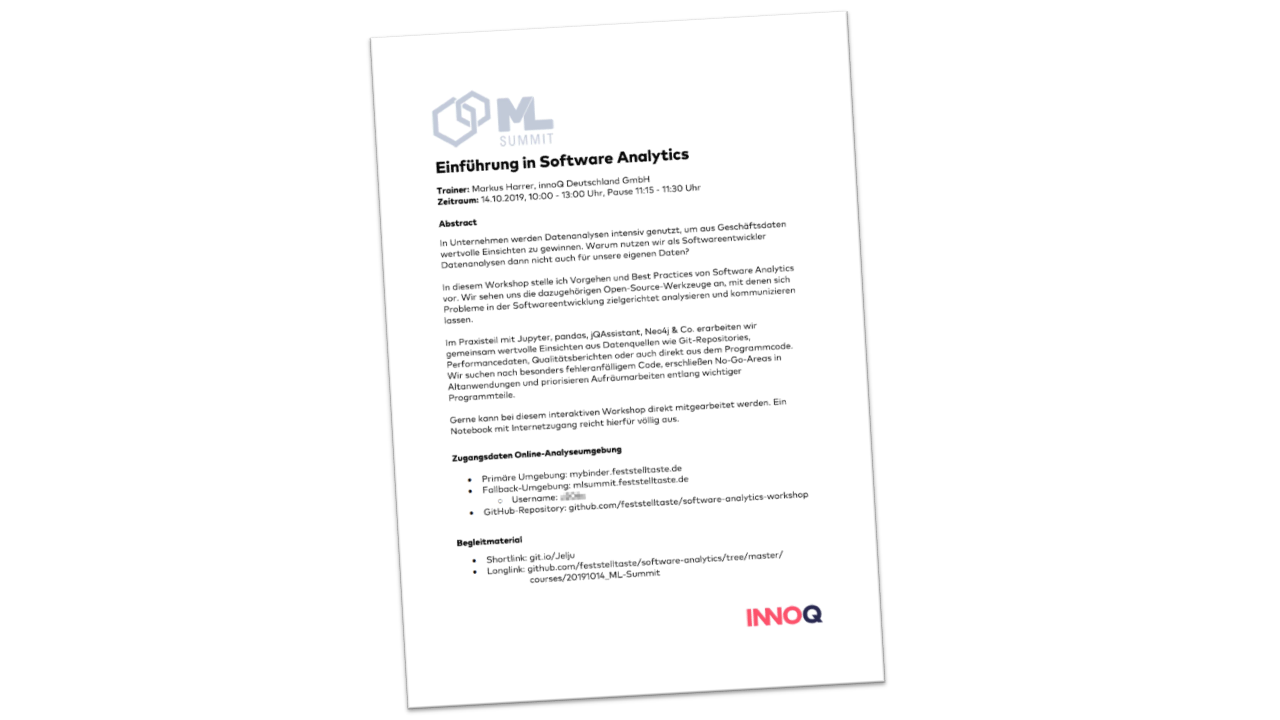 ML
SUMMIT
Einführung in Software Analytics
Trainer: Markus Harrer, innoQ Deutschland GmbH
Zeitraum: 14.10.2019, 10:00 - 13:00 Uhr, Pause 11:15 - 11:30 Uhr
Abstract
In Unternehmen werden Datenanalysen intensiv genutzt, um aus Geschäftsdaten
wertvolle Einsichten zu gewinnen. Warum nutzen wir als Softwareentwickler
Datenanalysen dann nicht auch für unsere eigenen Daten?
In diesem Workshop stelle ich Vorgehen und Best Practices von Software Analytics
vor. Wir sehen uns die dazugehörigen Open-Source-Werkzeuge an, mit denen sich
Probleme in der Softwareentwicklung zielgerichtet analysieren und kommunizieren
lassen.
Im Praxisteil mit Jupyter, pandas, jQAssistant, Neo4j & Co. erarbeiten wir
gemeinsam wertvolle Einsichten aus Datenquellen wie Git-Repositories,
Performancedaten, Qualitätsberichten oder auch direkt aus dem Programmcode.
Wir suchen nach besonders fehleranfälligem Code, erschließen No-Go-Areas in
Altanwendungen und priorisieren Aufräumarbeiten entlang wichtiger
Programmteile.
Gerne kann bei diesem interaktiven Workshop direkt mitgearbeitet werden. Ein
Notebook mit Internetzugang reicht hierfür völlig aus.
Zugangsdaten Online-Analyseumgebung
• Primäre Umgebung: mybinder.feststelltaste.de
• Fallback-Umgebung: mlsummit.feststelltaste.de
○ Username:
• GitHub-Repository: github.com/feststelltaste/software-analytics-workshop
Begleitmaterial
• Shortlink: git.io/Jelju
• Longlink: github.com/feststelltaste/software-analytics/tree/master/
courses/20191014_ML-Summit
INNOQ